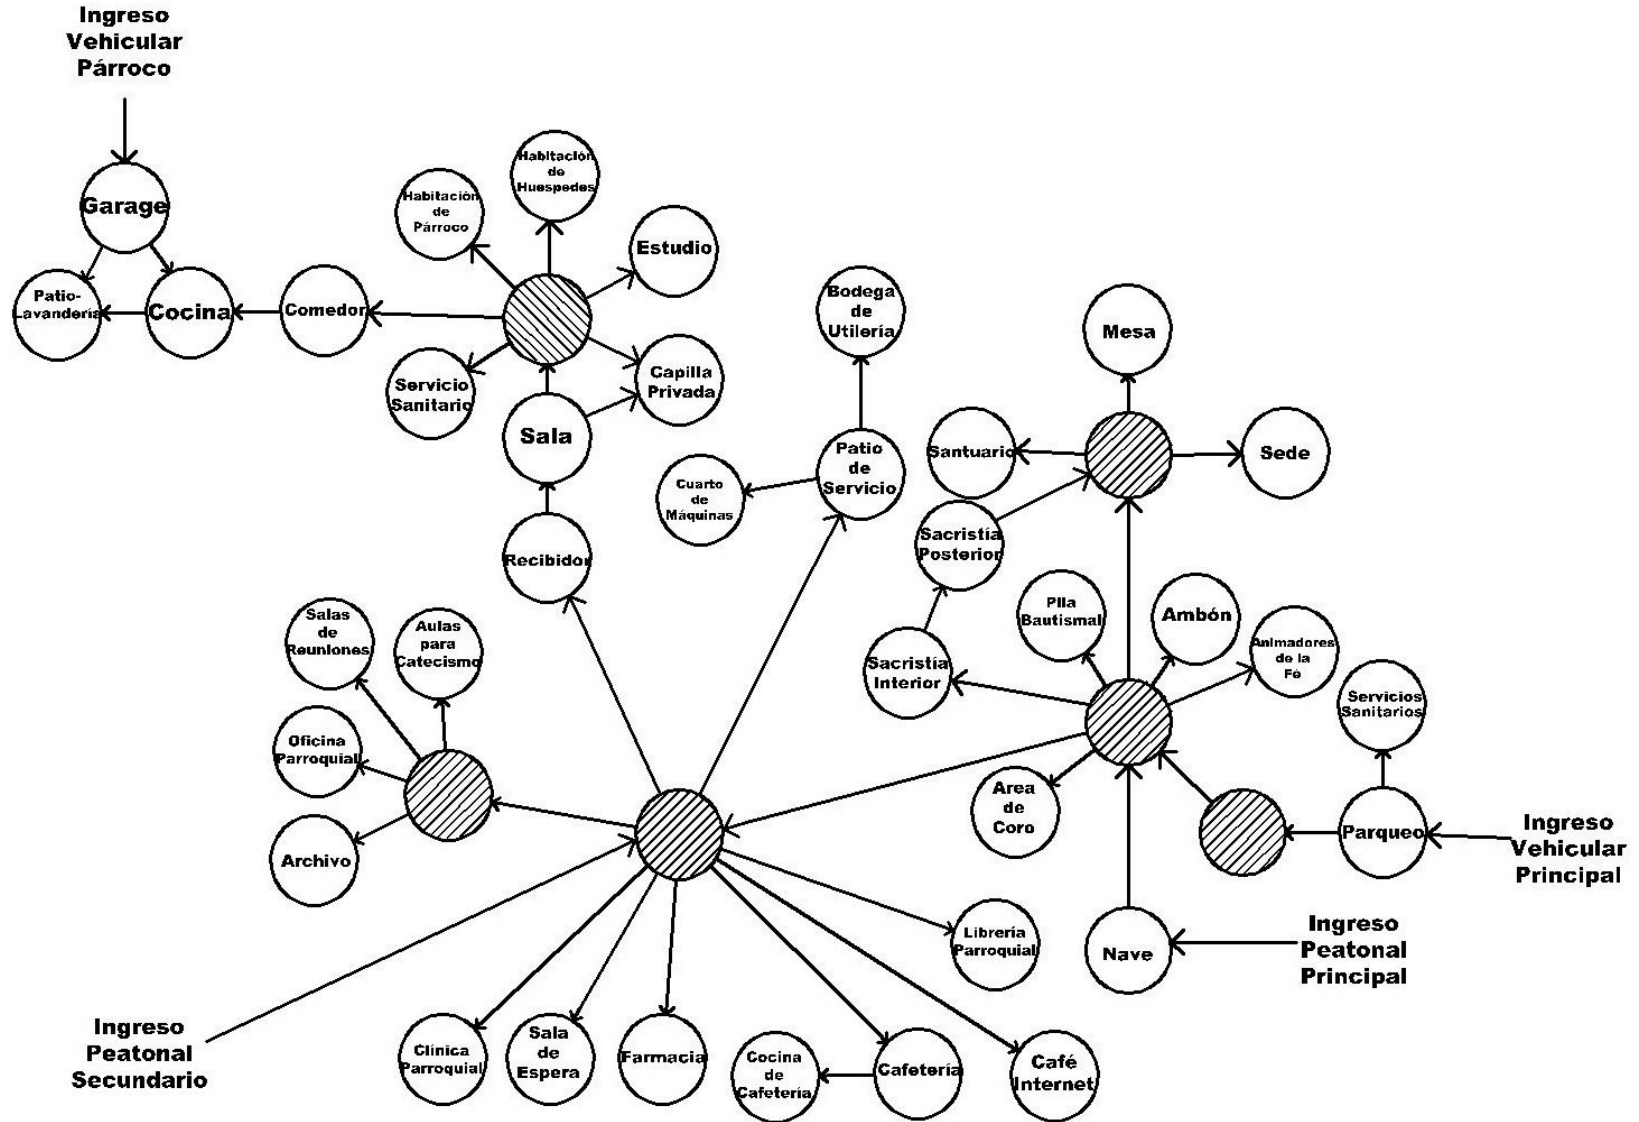 Ingreso
Vehicular
Párroco
Garage
Patio-
Lavandería
Cocina
Comedor
Habitación
de
Párroco
Habitación
de
Huespedes
Estudio
Servicio
Sanitario
Capilla
Privada
Sala
Recibidor
Bodega
de
Utilería
Patio
de
Servicio
Cuarto
de
Máquinas
Mesa
Santuario
Sede
Sacristía
Posterior
Sacristía
Interior
Pila
Bautismal
Ambón
Animadores
de la
Fé
Servicios
Sanitarios
Salas
de
Reuniones
Aulas
para
Catecismo
Oficina
Parroquial
Archivo
Area
de
Coro
Parqueo
Ingreso
Vehicular
Principal
Nave
Ingreso
Peatonal
Principal
Librería
Parroquial
Ingreso
Peatonal
Secundario
Clínica
Parroquial
Sala
de
Espera
Farmacia
Cocina
de
Cafetería
Cafetería
Café
Internet